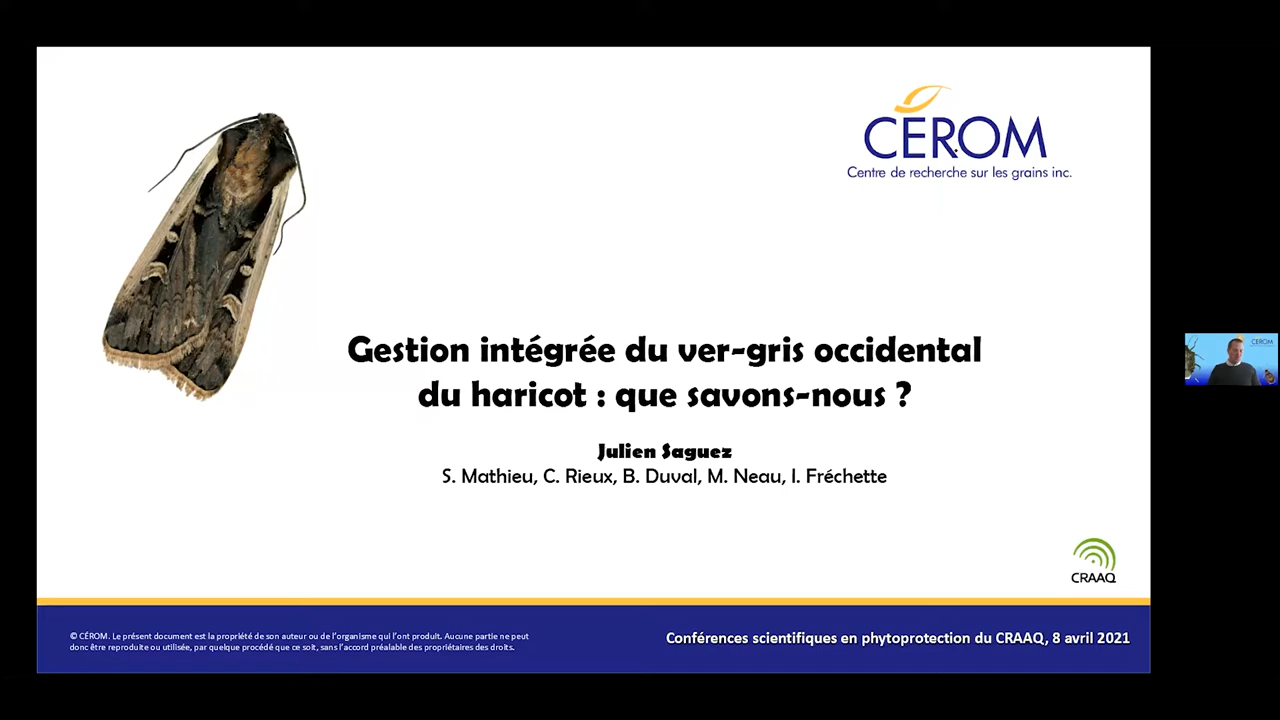 CÉROM
Centre de recherche sur les grains inc.
Gestion intégrée du ver-gris occidental
du haricot : que savons-nous ?
Julien Saguez
S. Mathieu, C. Rieux, B. Duval, M. Neau, I. Fréchette
CRAAQ
© CÉROM. Le présent document est la propriété de son auteur ou de l'organisme qui l'ont produit. Aucune partie ne peut
donc être reproduite ou utilisée, par quelque procédé que ce soit, sans l'accord préalable des propriétaires des droits.
Conférences scientifiques en phytoprotection du CRAAQ, 8 avril 2021
CEROM